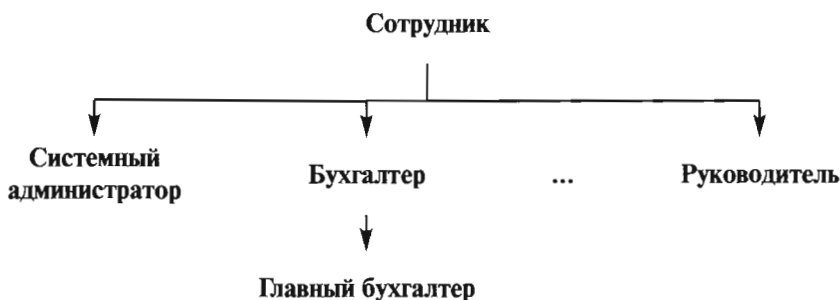 Сотрудник
Системный
администратор
Бухгалтер
...
Руководитель
Главный бухгалтер